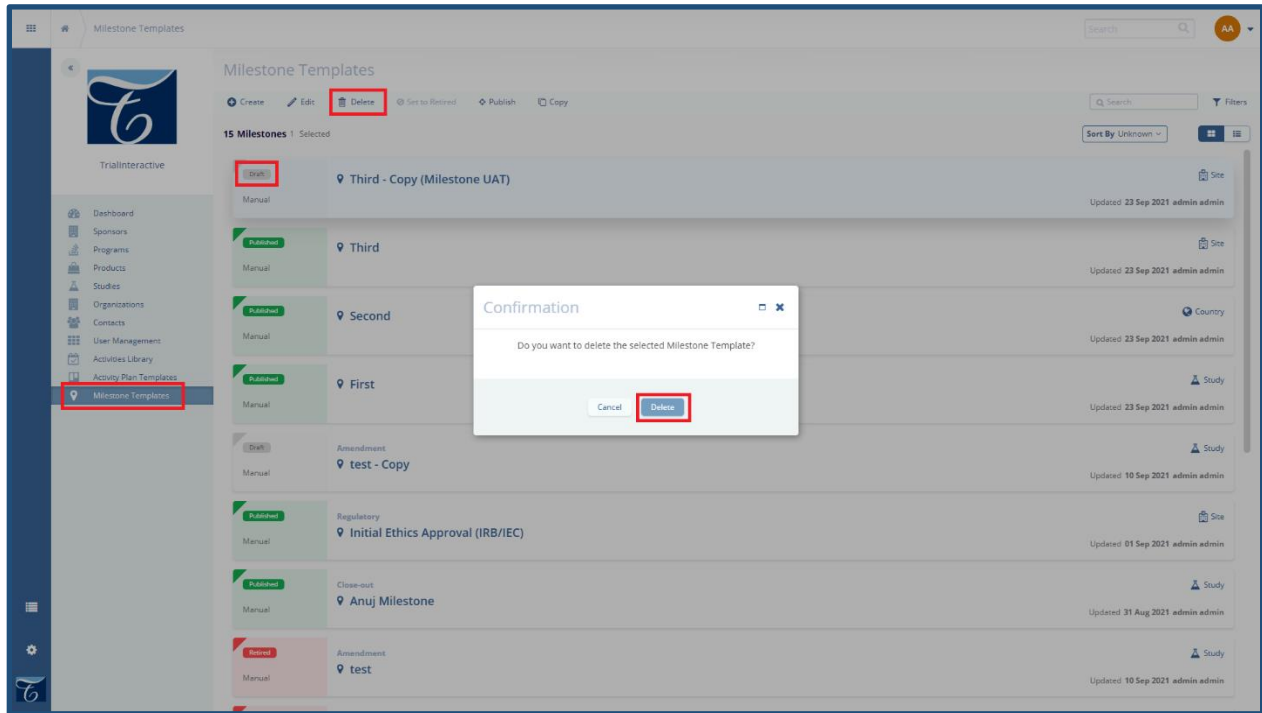 Milestone Templates
Search
AA
Milestone Templates
Create Edit Delete Set to Retired Publish Copy
Search
Filters
15 Milestones 1 Selected
Sort By Unknown
TrialInteractive
Dashboard
Sponsors
Programs
Products
Studies
Organizations
Contacts
User Management
Activities Library
Activity Plan Templates
Milestone Templates
Draft
Manual
Third - Copy (Milestone UAT)
Site
Updated 23 Sep 2021 admin admin
Published
Manual
Third
Site
Updated 23 Sep 2021 admin admin
Published
Manual
Second
Country
Updated 23 Sep 2021 admin admin
Published
Manual
First
Study
Updated 23 Sep 2021 admin admin
Draft
Manual
Amendment
test - Copy
Study
Updated 10 Sep 2021 admin admin
Published
Manual
Regulatory
Initial Ethics Approval (IRB/IEC)
Site
Updated 01 Sep 2021 admin admin
Published
Manual
Close-out
Anuj Milestone
Study
Updated 31 Aug 2021 admin admin
Retired
Manual
Amendment
test
Study
Updated 10 Sep 2021 admin admin
Confirmation
Do you want to delete the selected Milestone Template?
Cancel Delete